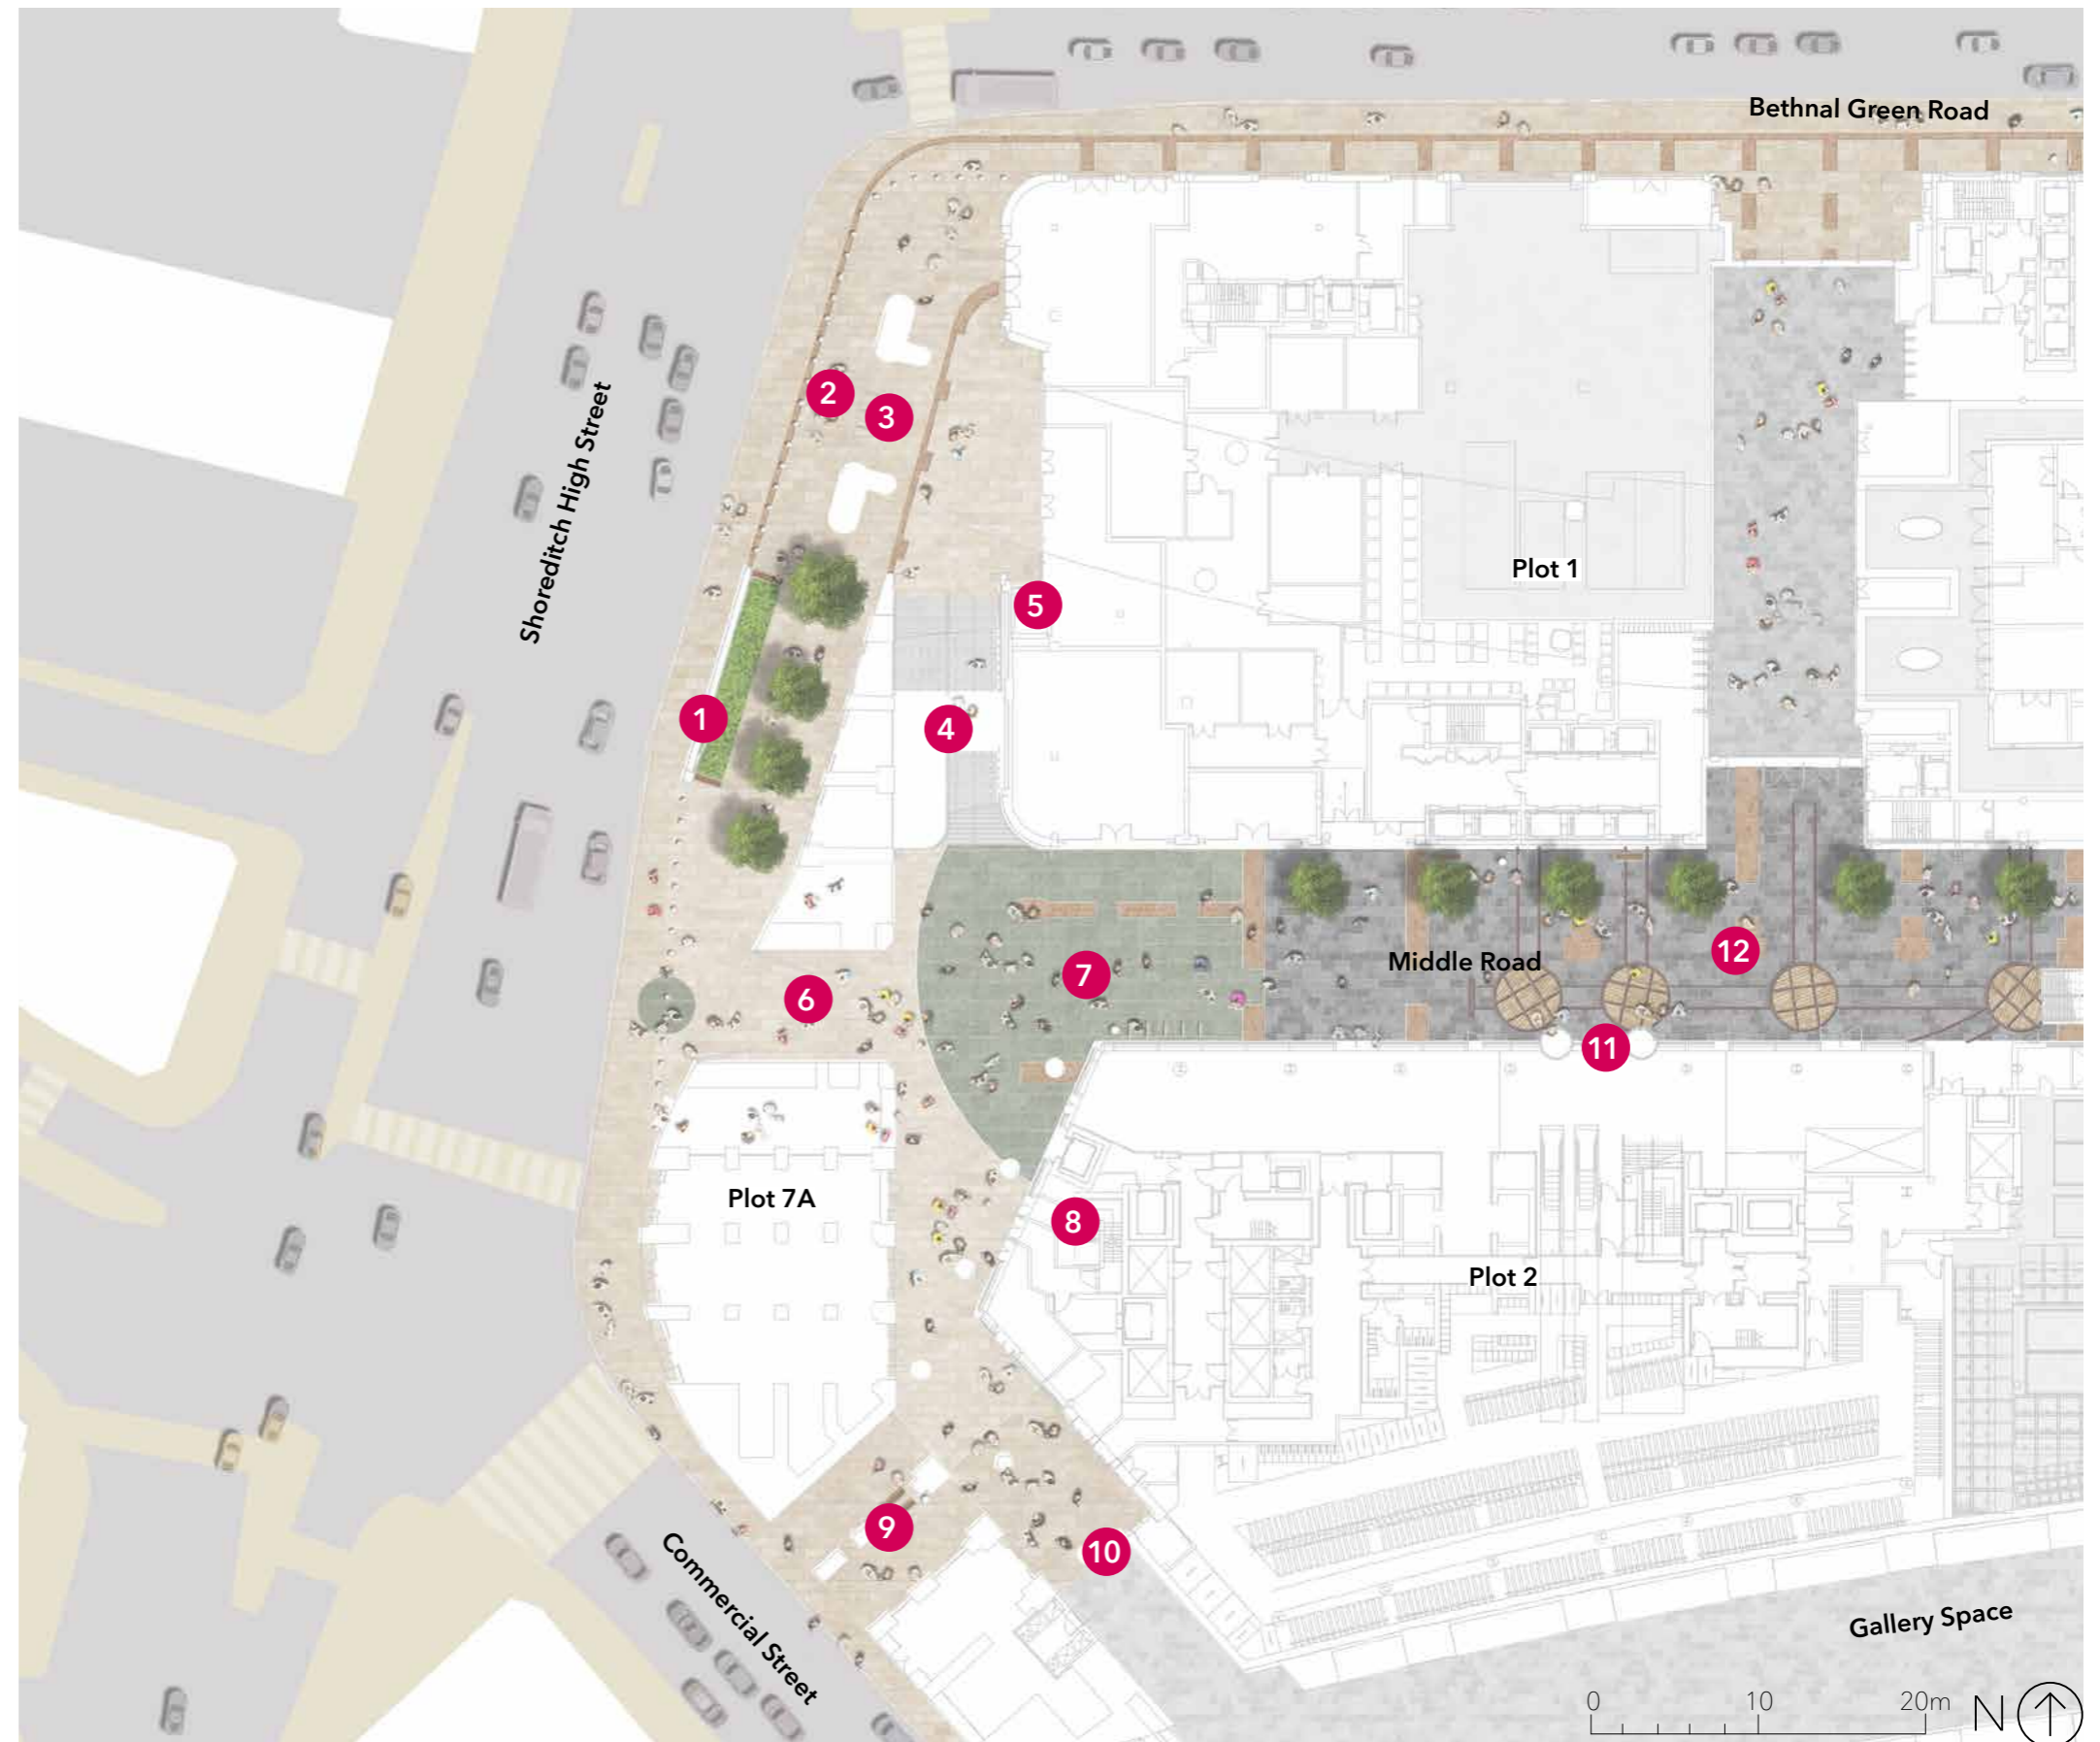 Bethnal Green Road
2
3
Shoreditch High Street
Plot 1
5
1
4
Middle Road
12
7
6
11
Plot 7A
8
Plot 2
9
10
Commercial Street
Gallery Space
0 10 20m N